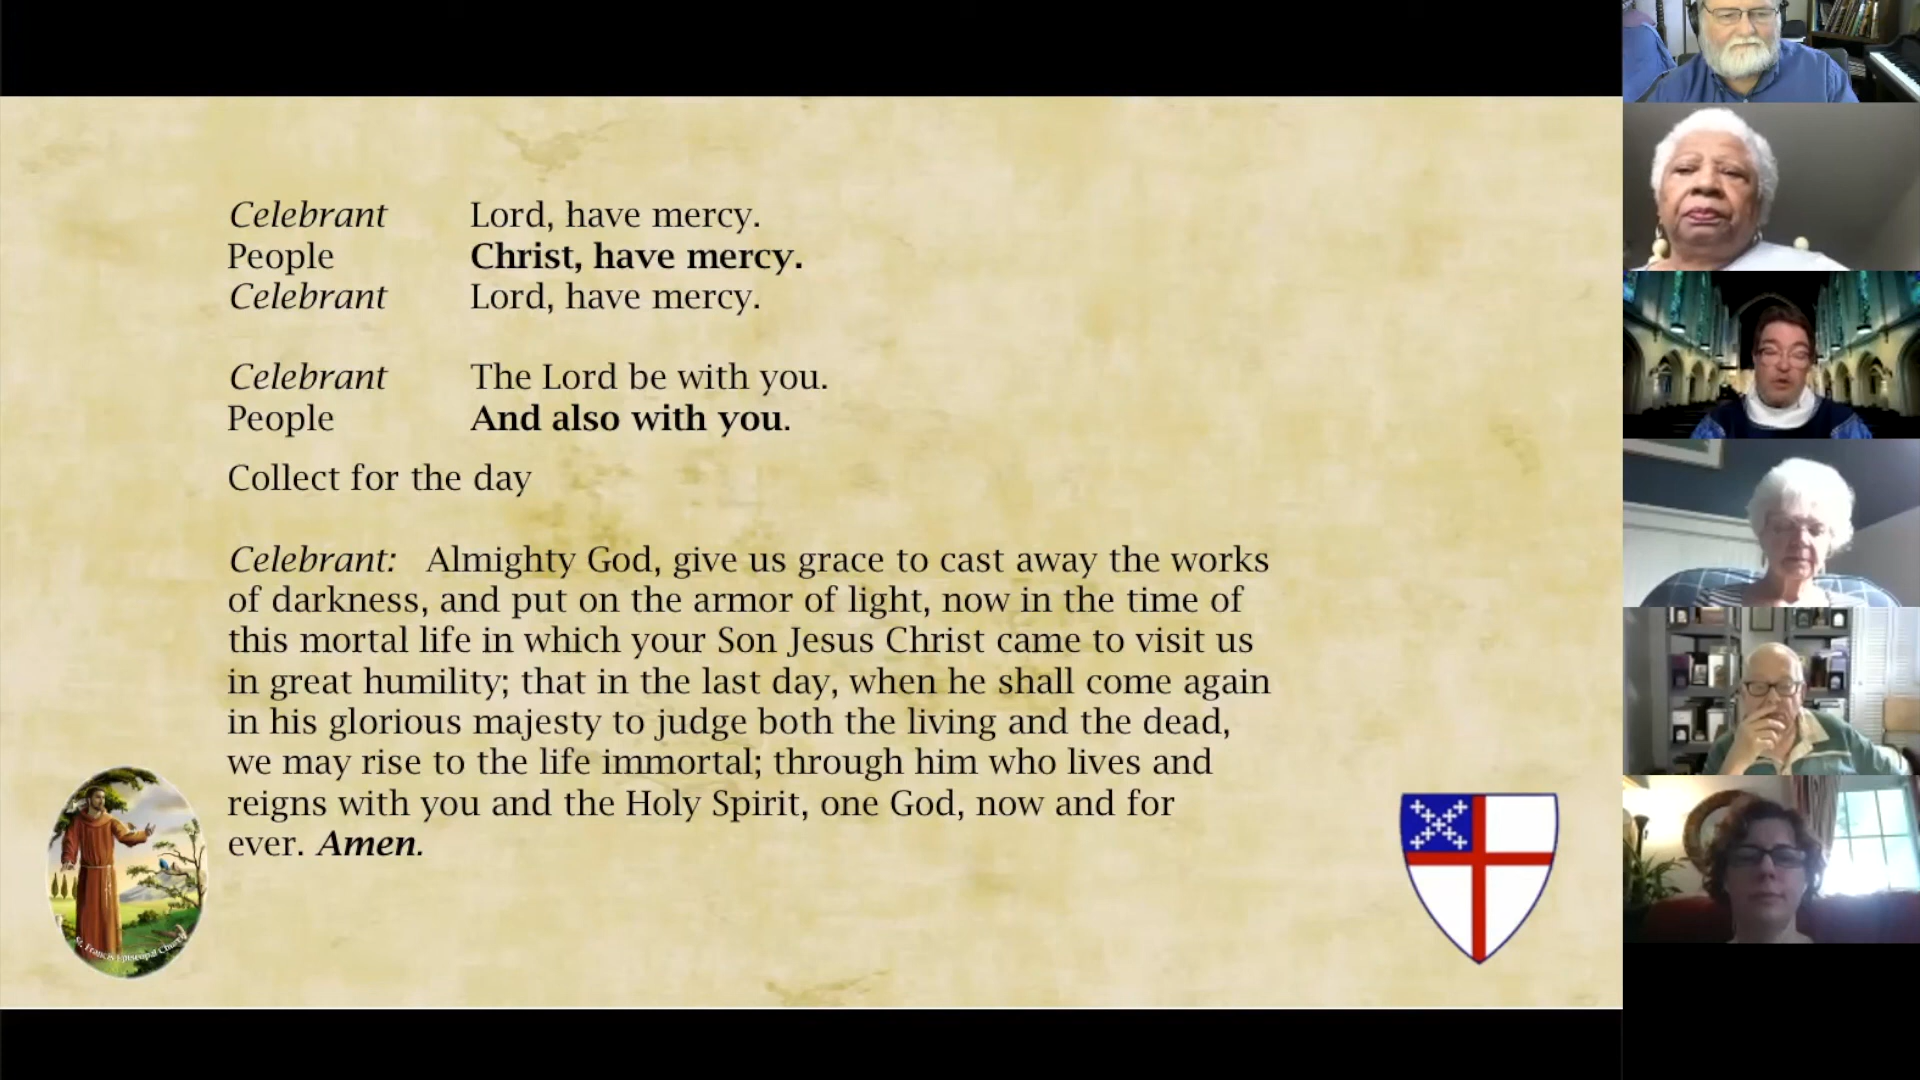 Celebrant Lord, have mercy.
People Christ, have mercy.
Celebrant Lord, have mercy.
Celebrant The Lord be with you.
People And also with you.
Collect for the day
Celebrant: Almighty God, give us grace to cast away the works
of darkness, and put on the armor of light, now in the time of
this mortal life in which your Son Jesus Christ came to visit us
in great humility; that in the last day, when he shall come again
in his glorious majesty to judge both the living and the dead,
we may rise to the life immortal; through him who lives and
reigns with you and the Holy Spirit, one God, now and for
ever. Amen.
St. Francis Episcopal Church